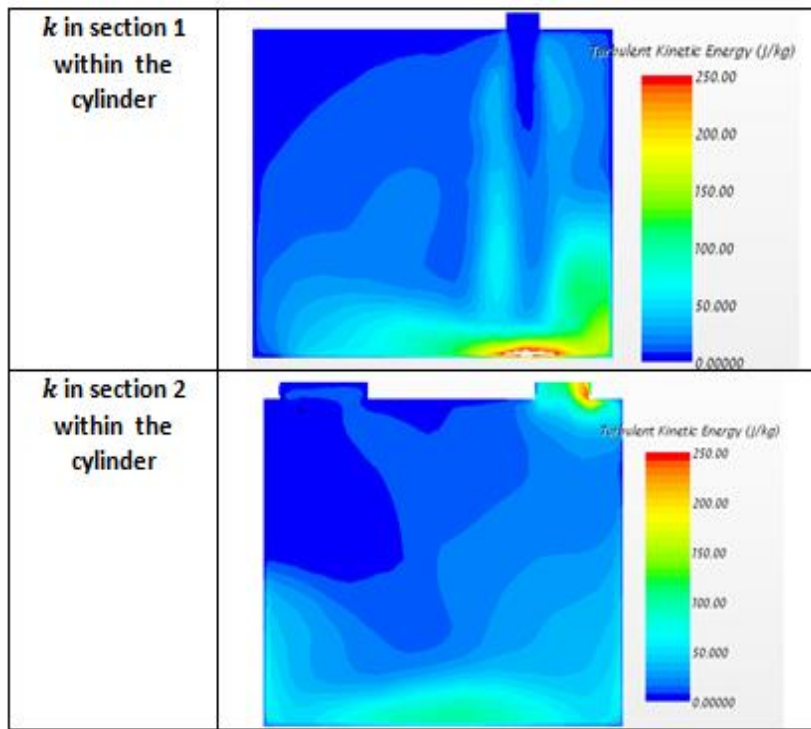 k in section 1
within the
cylinder
Turbulent Kinetic Energy (J/kg)
250.00
200.00
150.00
100.00
50.000
0.00000
k in section 2
within the
cylinder
Turbulent Kinetic Energy (J/kg)
250.00
200.00
150.00
100.00
50.000
0.00000